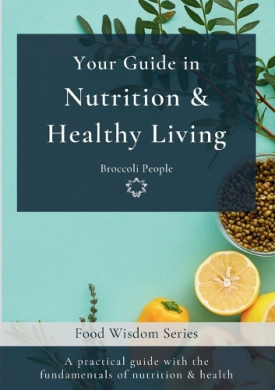 Your Guide in
Nutrition &
Healthy Living
Broccoli People
Food Wisdom Series
A practical guide with the
fundamentals of nutrition & health